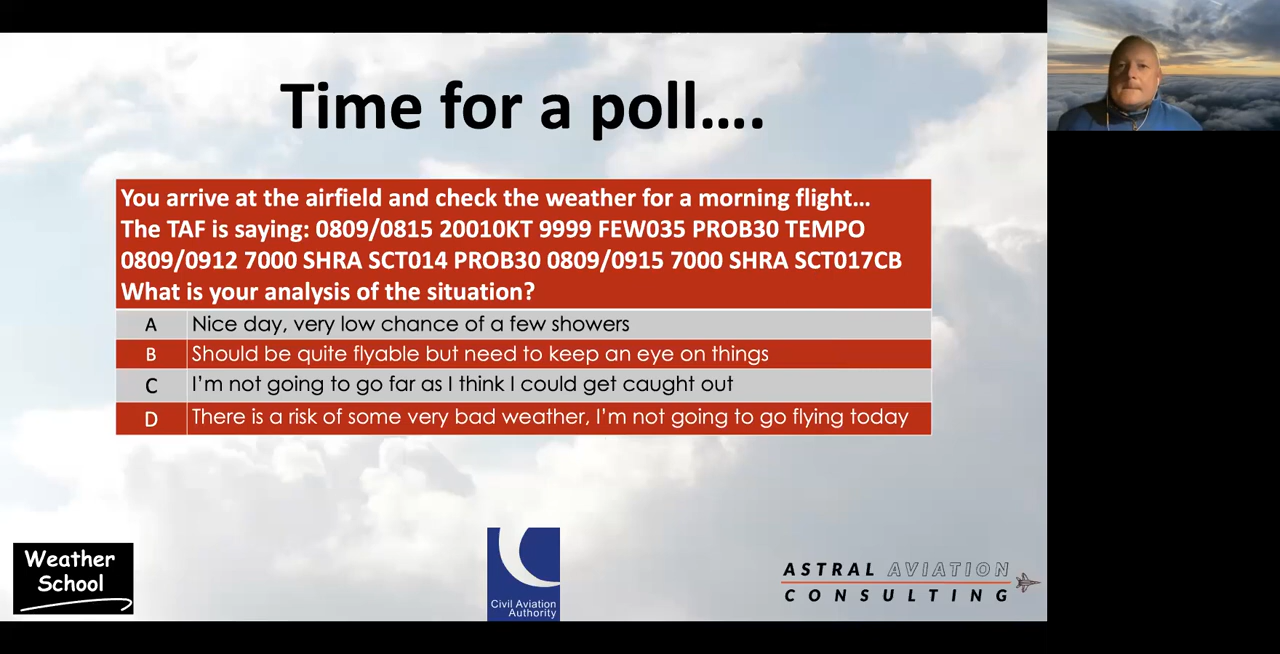 Time for a poll....
You arrive at the airfield and check the weather for a morning flight...
The TAF is saying: 0809/0815 20010KT 9999 FEW035 PROB30 TEMPO
0809/0912 7000 SHRA SCT014 PROB30 0809/0915 7000 SHRA SCT017CB
What is your analysis of the situation?
A Nice day, very low chance of a few showers
B Should be quite flyable but need to keep an eye on things
C I'm not going to go far as I think I could get caught out
D There is a risk of some very bad weather, I'm not going to go flying today
Weather
School
Civil Aviation
Authority
ASTRAL AVIATION
CONSULTING